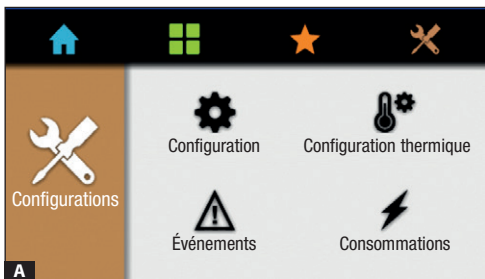 Configuration
Configuration thermique
Configurations
Événements
Consommations
A